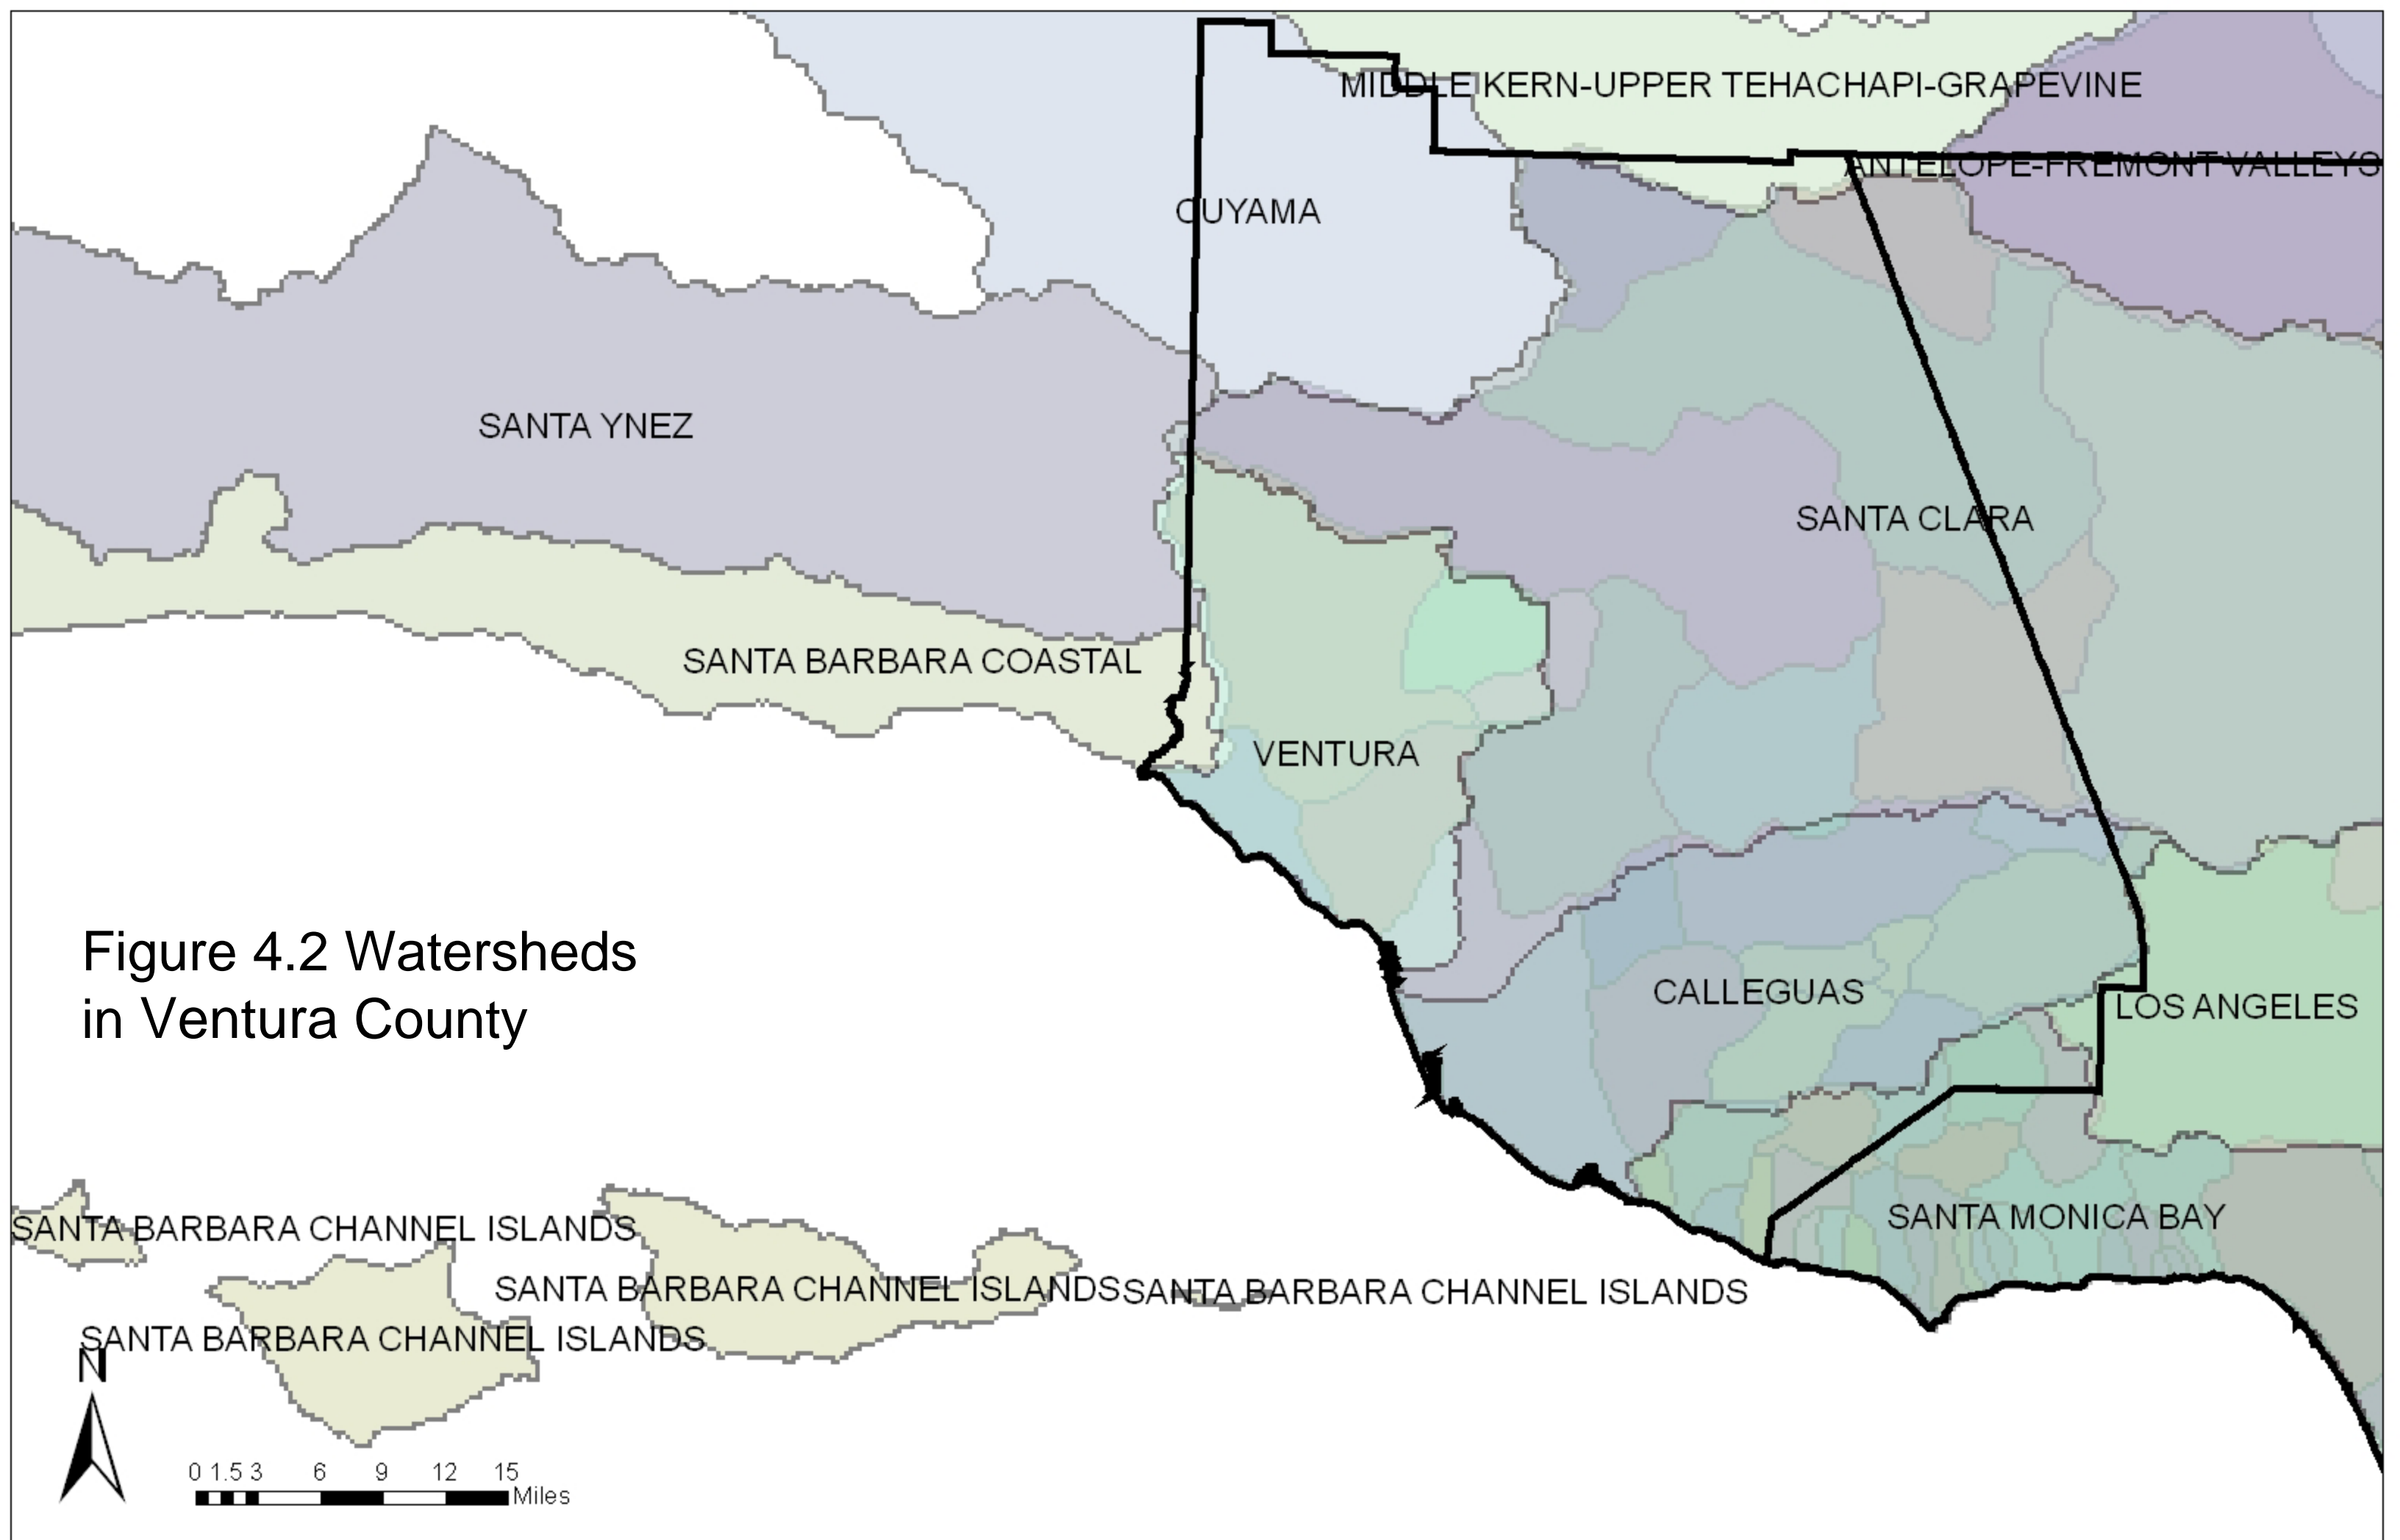 MIDDLE KERN-UPPER TEHACHAPI-GRAPEVINE
ANTELOPE-FREMONT VALLEYS
CUYAMA
SANTA YNEZ
SANTA CLARA
SANTA BARBARA COASTAL
VENTURA
Figure 4.2 Watersheds
in Ventura County
CALLEGUAS
LOS ANGELES
SANTA MONICA BAY
SANTA BARBARA CHANNEL ISLANDS
SANTA BARBARA CHANNEL ISLANDS
SANTA BARBARA CHANNEL ISLANDS
SANTA BARBARA CHANNEL ISLANDS
N
0 1.5 3 6 9 12 15
Miles